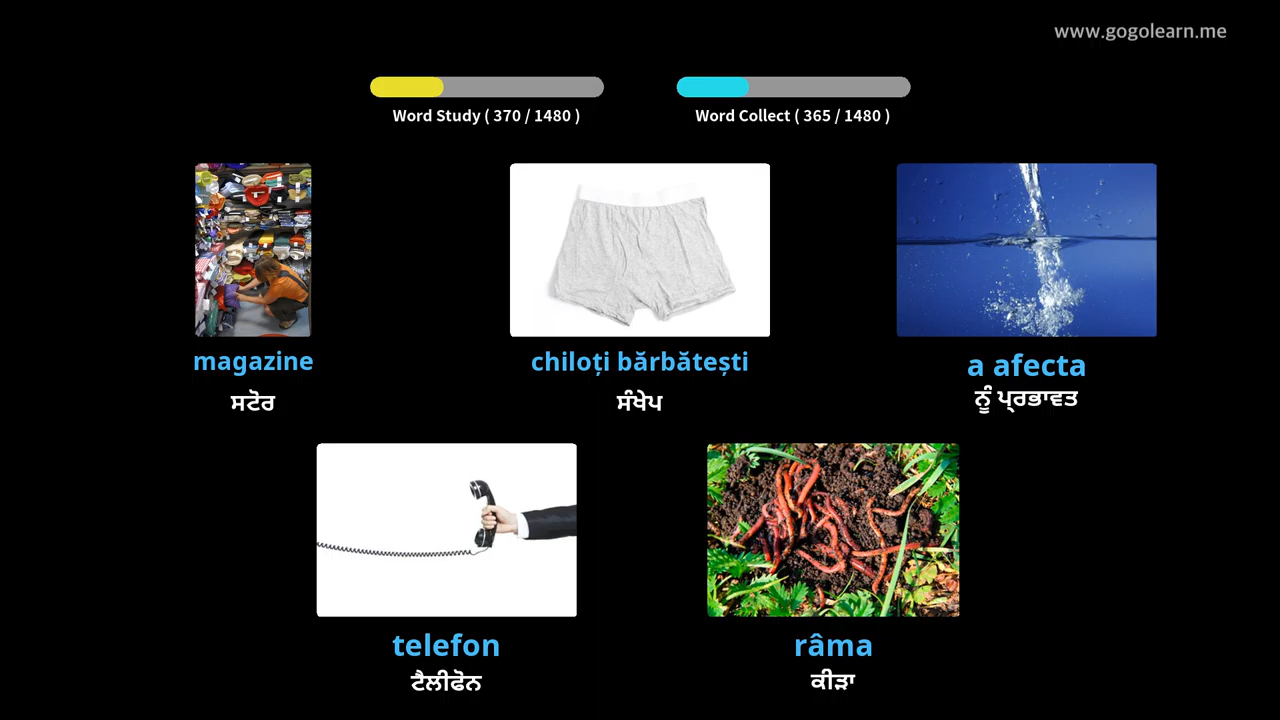 www.gogolearn.me
Word Study ( 370 / 1480 )
Word Collect ( 365 / 1480 )
magazine
ਸਟੋਰ
chiloți bărbătești
ਸੰਖੇਪ
a afecta
ਨੂੰ ਪ੍ਰਭਾਵਤ
telefon
ਟੈਲੀਫੋਨ
râma
ਕੀੜਾ